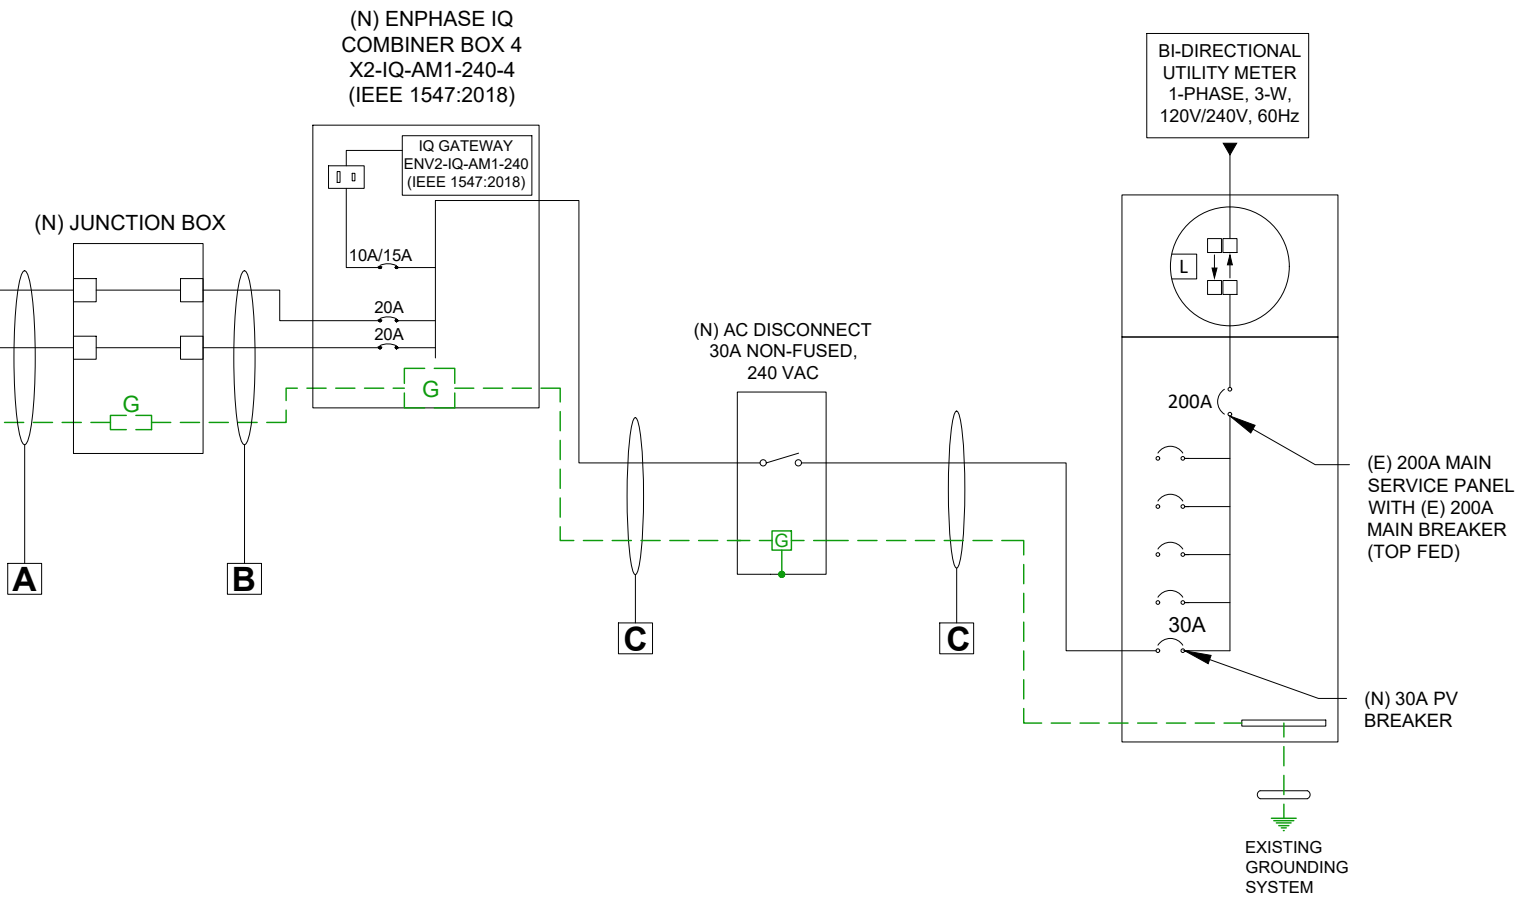 (N) ENPHASE IQ
COMBINER BOX 4
X2-IQ-AM1-240-4
(IEEE 1547:2018)
IQ GATEWAY
ENV2-IQ-AM1-240
(IEEE 1547:2018)
10A/15A
20A
20A
G
(N) JUNCTION BOX
G
A
B
(N) AC DISCONNECT
30A NON-FUSED,
240 VAC
G
C
C
BI-DIRECTIONAL
UTILITY METER
1-PHASE, 3-W,
120V/240V, 60Hz
L
200A
(E) 200A MAIN
SERVICE PANEL
WITH (E) 200A
MAIN BREAKER
(TOP FED)
30A
(N) 30A PV
BREAKER
EXISTING
GROUNDING
SYSTEM